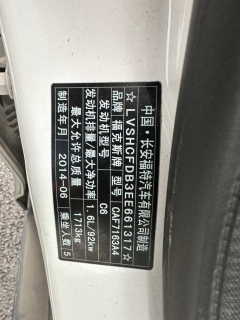 中国·长安福特汽车有限公司制造
☆LVSHCFDB3EE661317☆
品牌 福克斯牌 型号 CAF7163A4
发动机型号 C6
发动机排量/最大净功率 1.6L/92kw
最大允许总质量 1713kg
制造年月 2014-06 乘坐人数 5